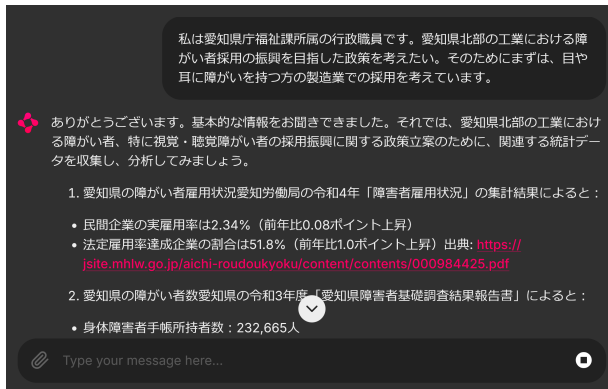 私は愛知県庁福祉課所属の行政職員です。愛知県北部の工業における障
がい者採用の振興を目指した政策を考えたい。そのためにまずは、目や
耳に障がいを持つ方の製造業での採用を考えています。
ありがとうございます。基本的な情報をお聞きできました。それでは、愛知県北部の工業におけ
る障がい者、特に視覚・聴覚障がい者の採用振興に関する政策立案のために、関連する統計デー
タを収集し、分析してみましょう。
1. 愛知県の障がい者雇用状況愛知労働局の令和4年「障害者雇用状況」の集計結果によると：
• 民間企業の実雇用率は2.34%（前年比0.08ポイント上昇）
• 法定雇用率達成企業の割合は51.8%（前年比1.0ポイント上昇）出典: https://
jsite.mhlw.go.jp/aichi-roudoukyoku/content/contents/000984425.pdf
2. 愛知県の障がい者数愛知県の令和3年度「愛知県障害者基礎調査結果報告書」によると：
• 身体障害者手帳所持者数：232,665人
Type your message here...